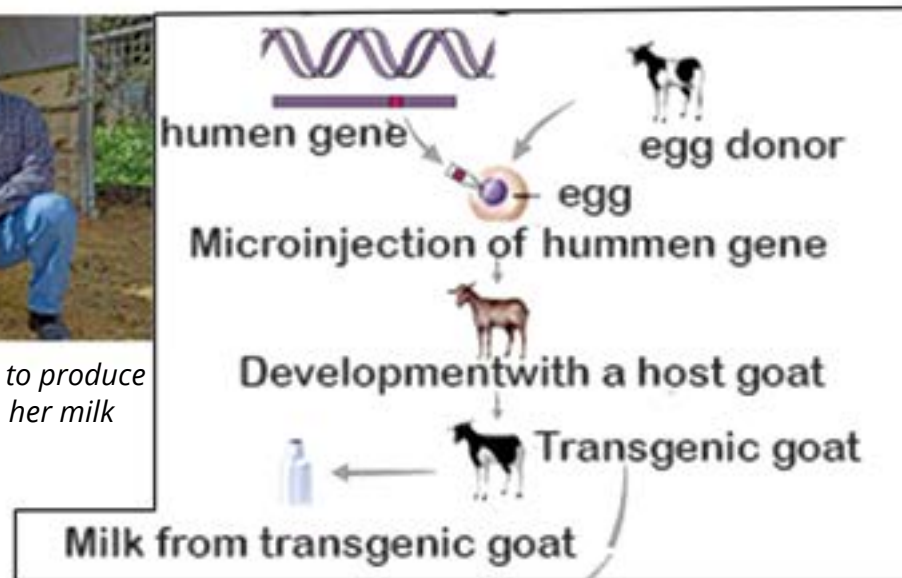 humen gene
egg donor
egg
Microinjection of hummen gene
Developmentwith a host goat
Transgenic goat
Milk from transgenic goat
to produce
her milk